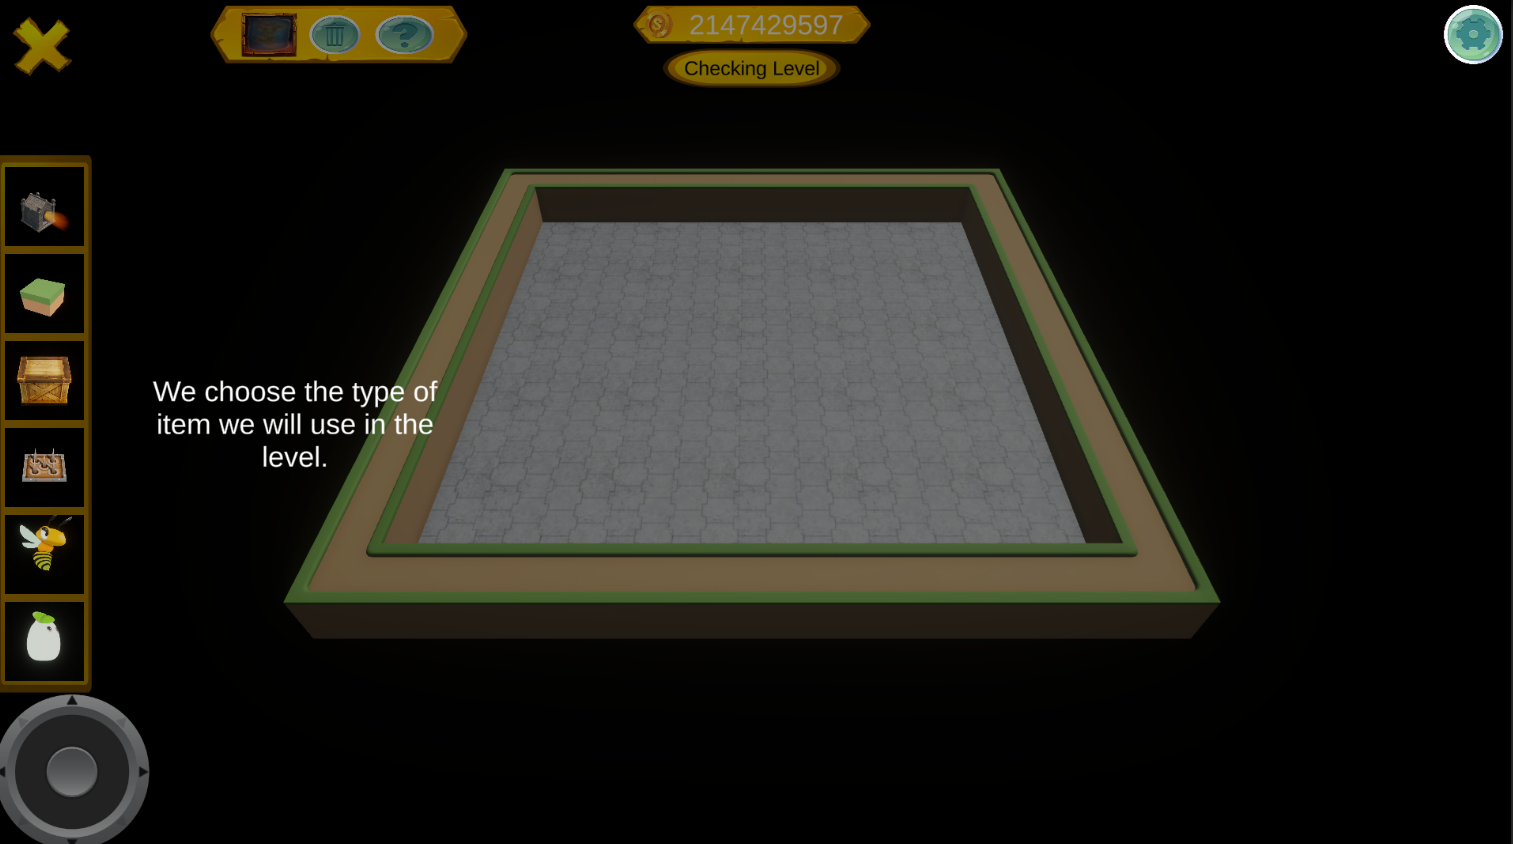 2147429597
Checking Level
We choose the type of
item we will use in the
level.